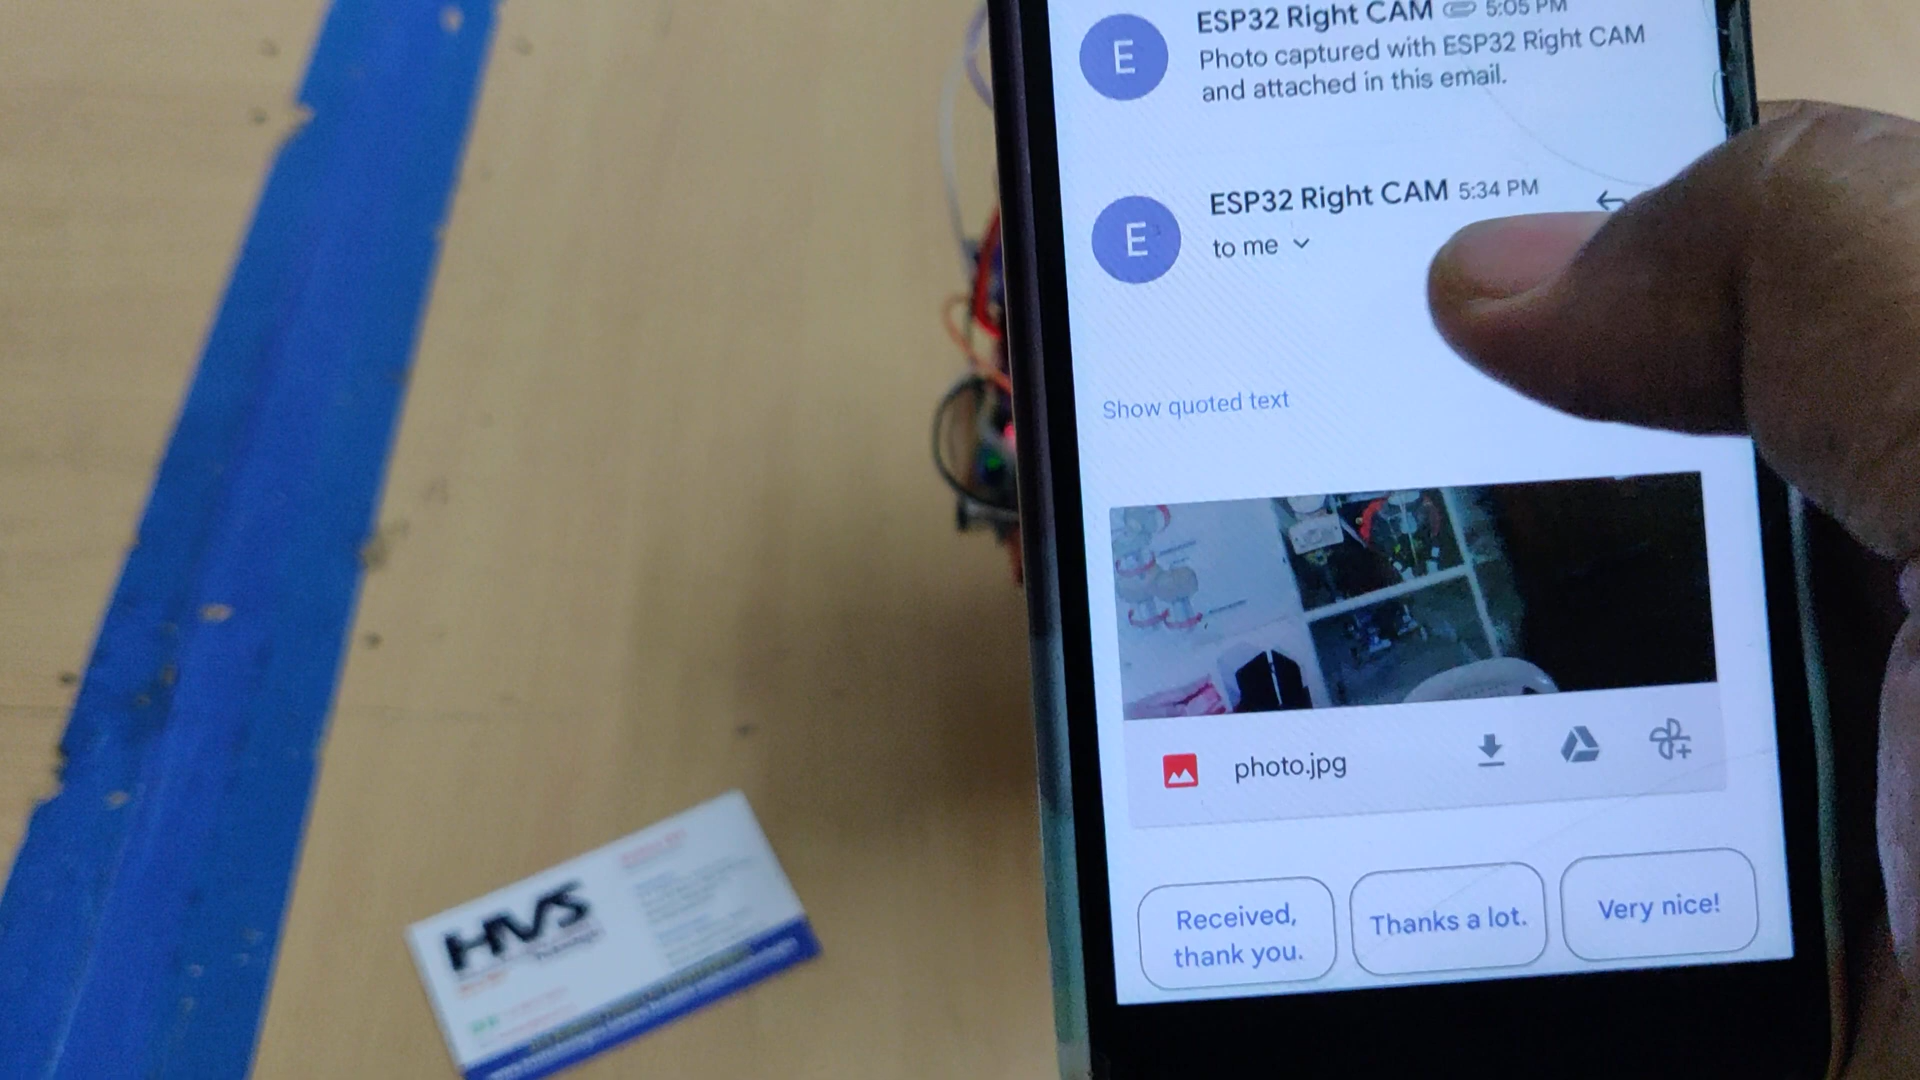 ESP32 Right CAM 5:05 PM
Photo captured with ESP32 Right CAM
and attached in this email.
E
ESP32 Right CAM 5:34 PM
E
to me
Show quoted text
photo.jpg
Received,
thank you.
Thanks a lot.
Very nice!
HVS